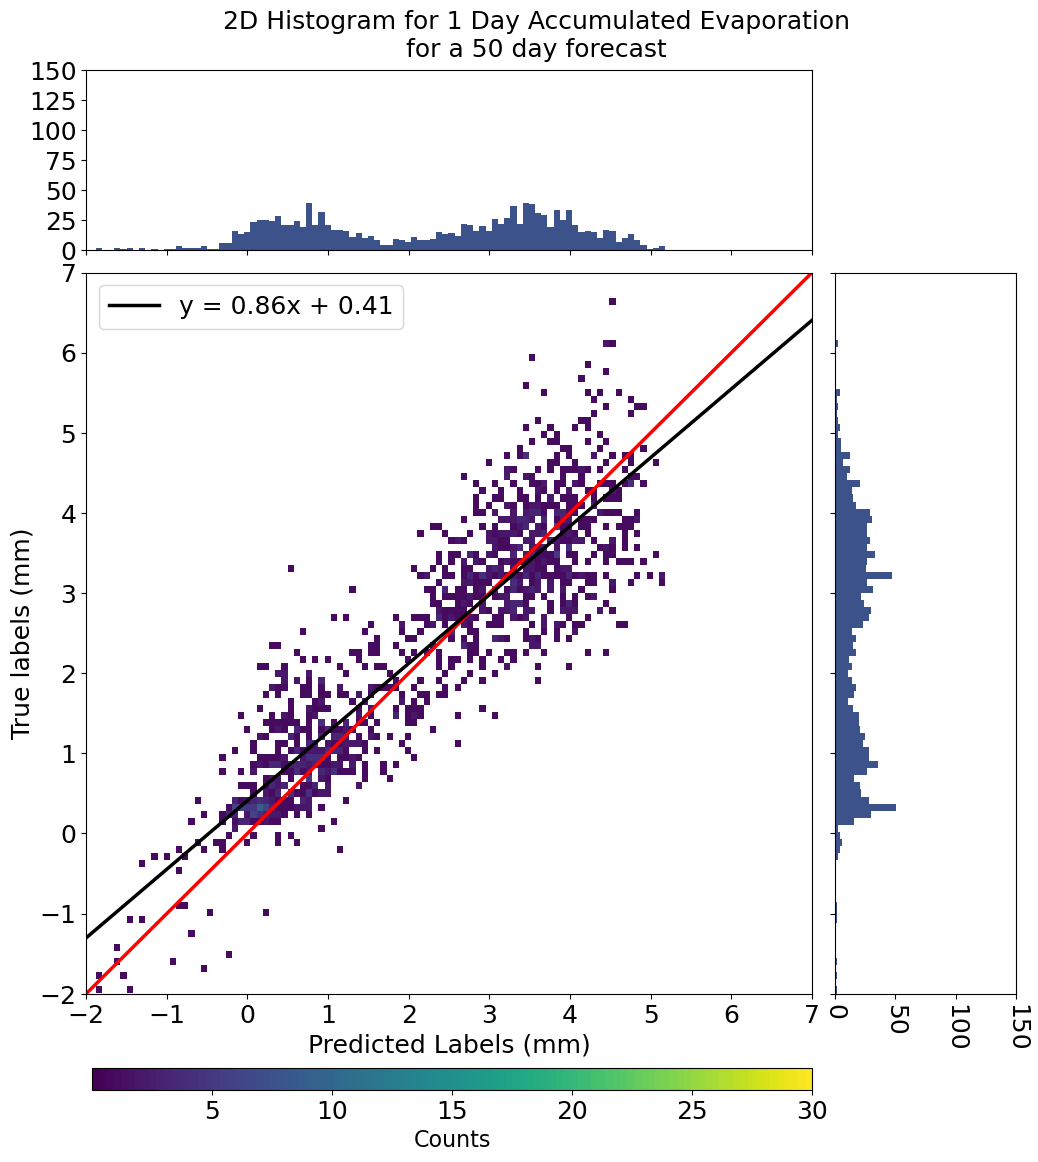 2D Histogram for 1 Day Accumulated Evaporation
for a 50 day forecast
150
125
100
75
50
25
0
7
6
5
4
3
2
1
0
−1
−2
True labels (mm)
y = 0.86x + 0.41
−2 −1 0 1 2 3 4 5 6 7
Predicted Labels (mm)
0 50 100 150
5 10 15 20 25 30
Counts